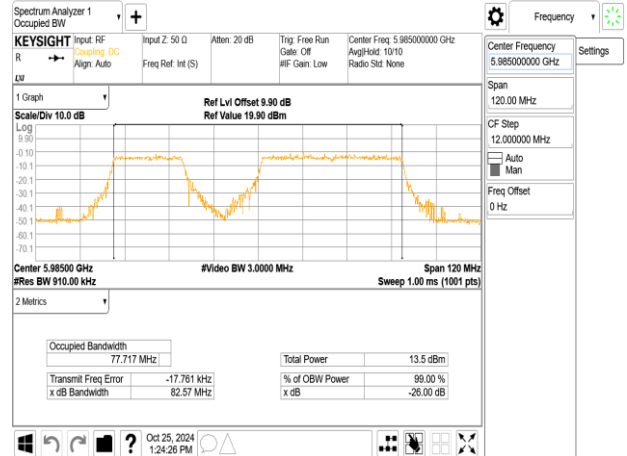 Spectrum Analyzer 1
Occupied BW
Frequency
KEYSIGHT
R
LXI
Input: RF
Coupling: DC
Align: Auto
Input Z: 50 Ω
Freq Ref: Int (S)
Atten: 20 dB
Trig: Free Run
Gate: Off
#IF Gain: Low
Center Freq: 5.985000000 GHz
Avg|Hold: 10/10
Radio Std: None
Center Frequency
5.985000000 GHz
Settings
Span
120.00 MHz
CF Step
12.000000 MHz
Auto
Man
Freq Offset
0 Hz
1 Graph
Scale/Div 10.0 dB
Ref Lvl Offset 9.90 dB
Ref Value 19.90 dBm
Log
9.90
-0.10
-10.1
-20.1
-30.1
-40.1
-50.1
-60.1
-70.1
Center 5.98500 GHz
#Video BW 3.0000 MHz
Span 120 MHz
#Res BW 910.00 kHz
Sweep 1.00 ms (1001 pts)
2 Metrics
Occupied Bandwidth
77.717 MHz
Total Power 13.5 dBm
Transmit Freq Error -17.761 kHz
% of OBW Power 99.00 %
x dB Bandwidth 82.57 MHz
x dB -26.00 dB
?
Oct 25, 2024
1:24:26 PM